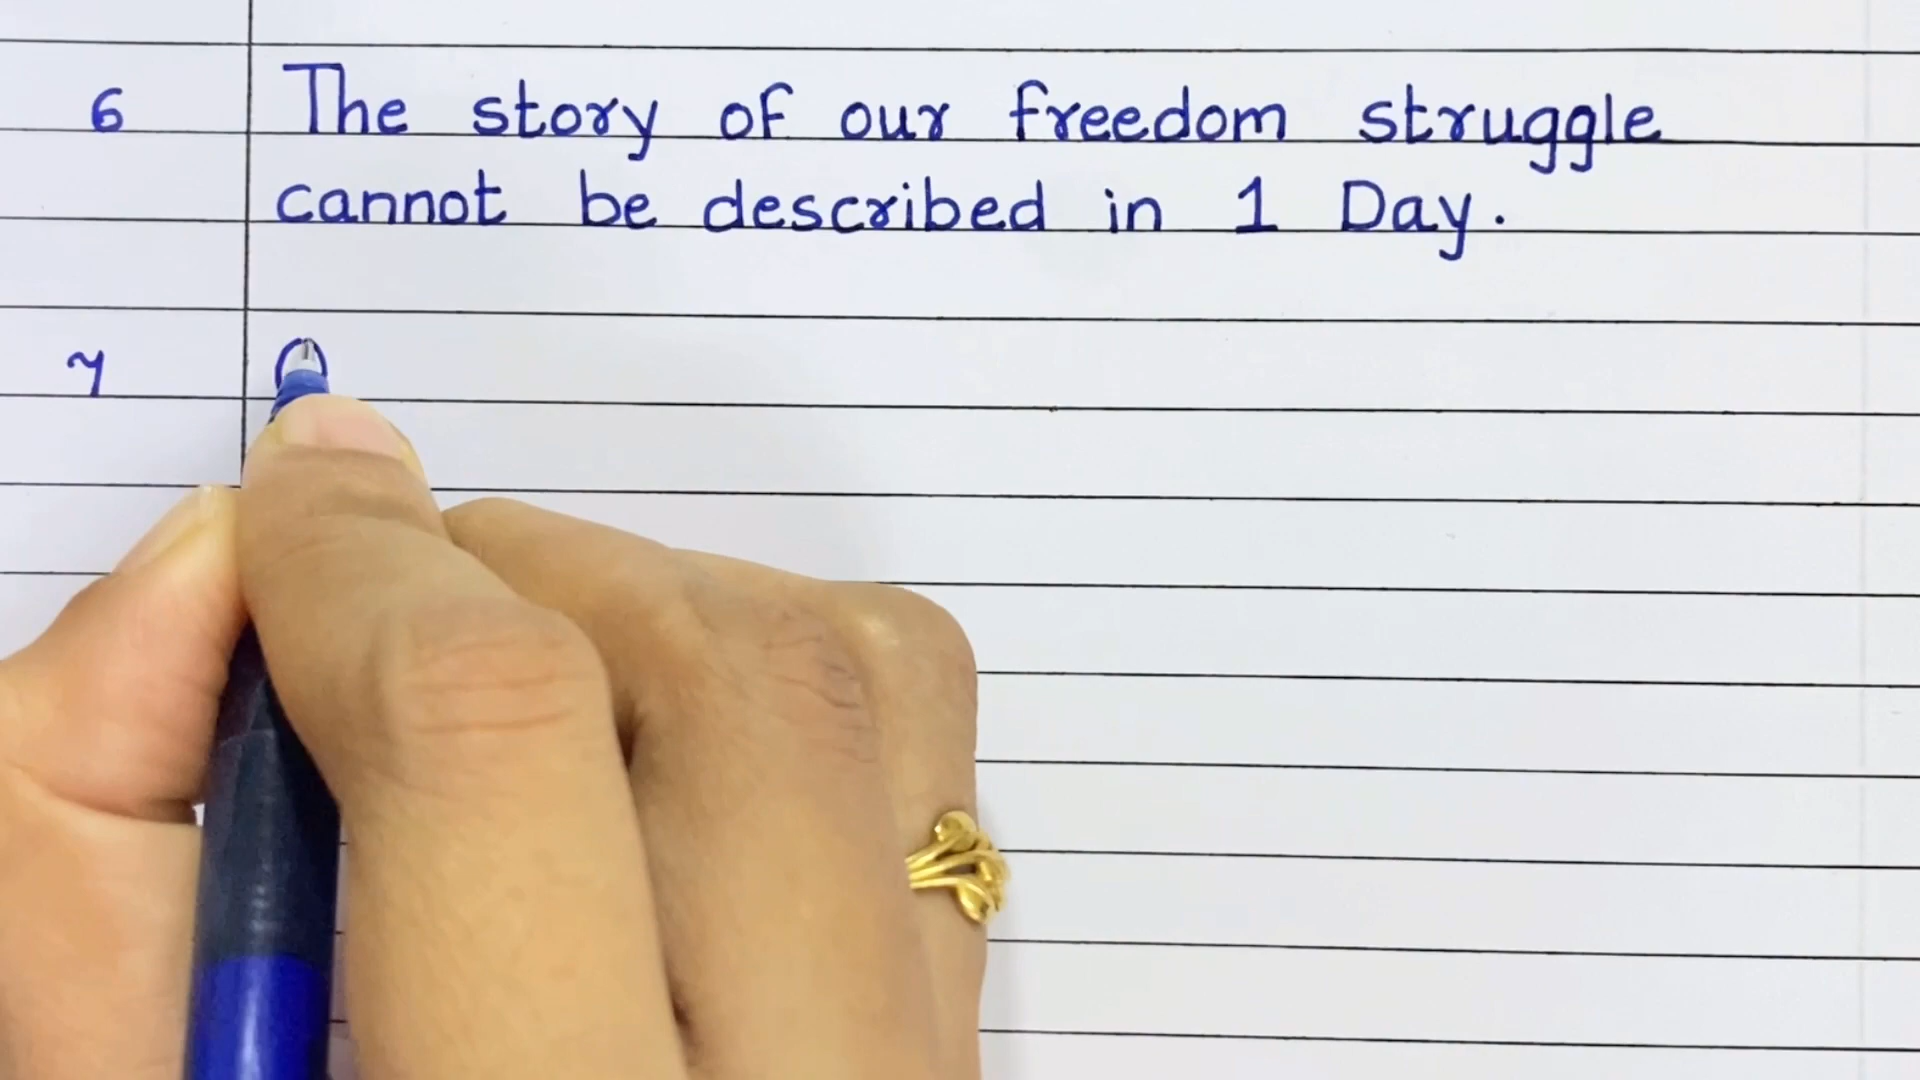 6 The story of our freedom struggle
cannot be described in 1 Day.
7